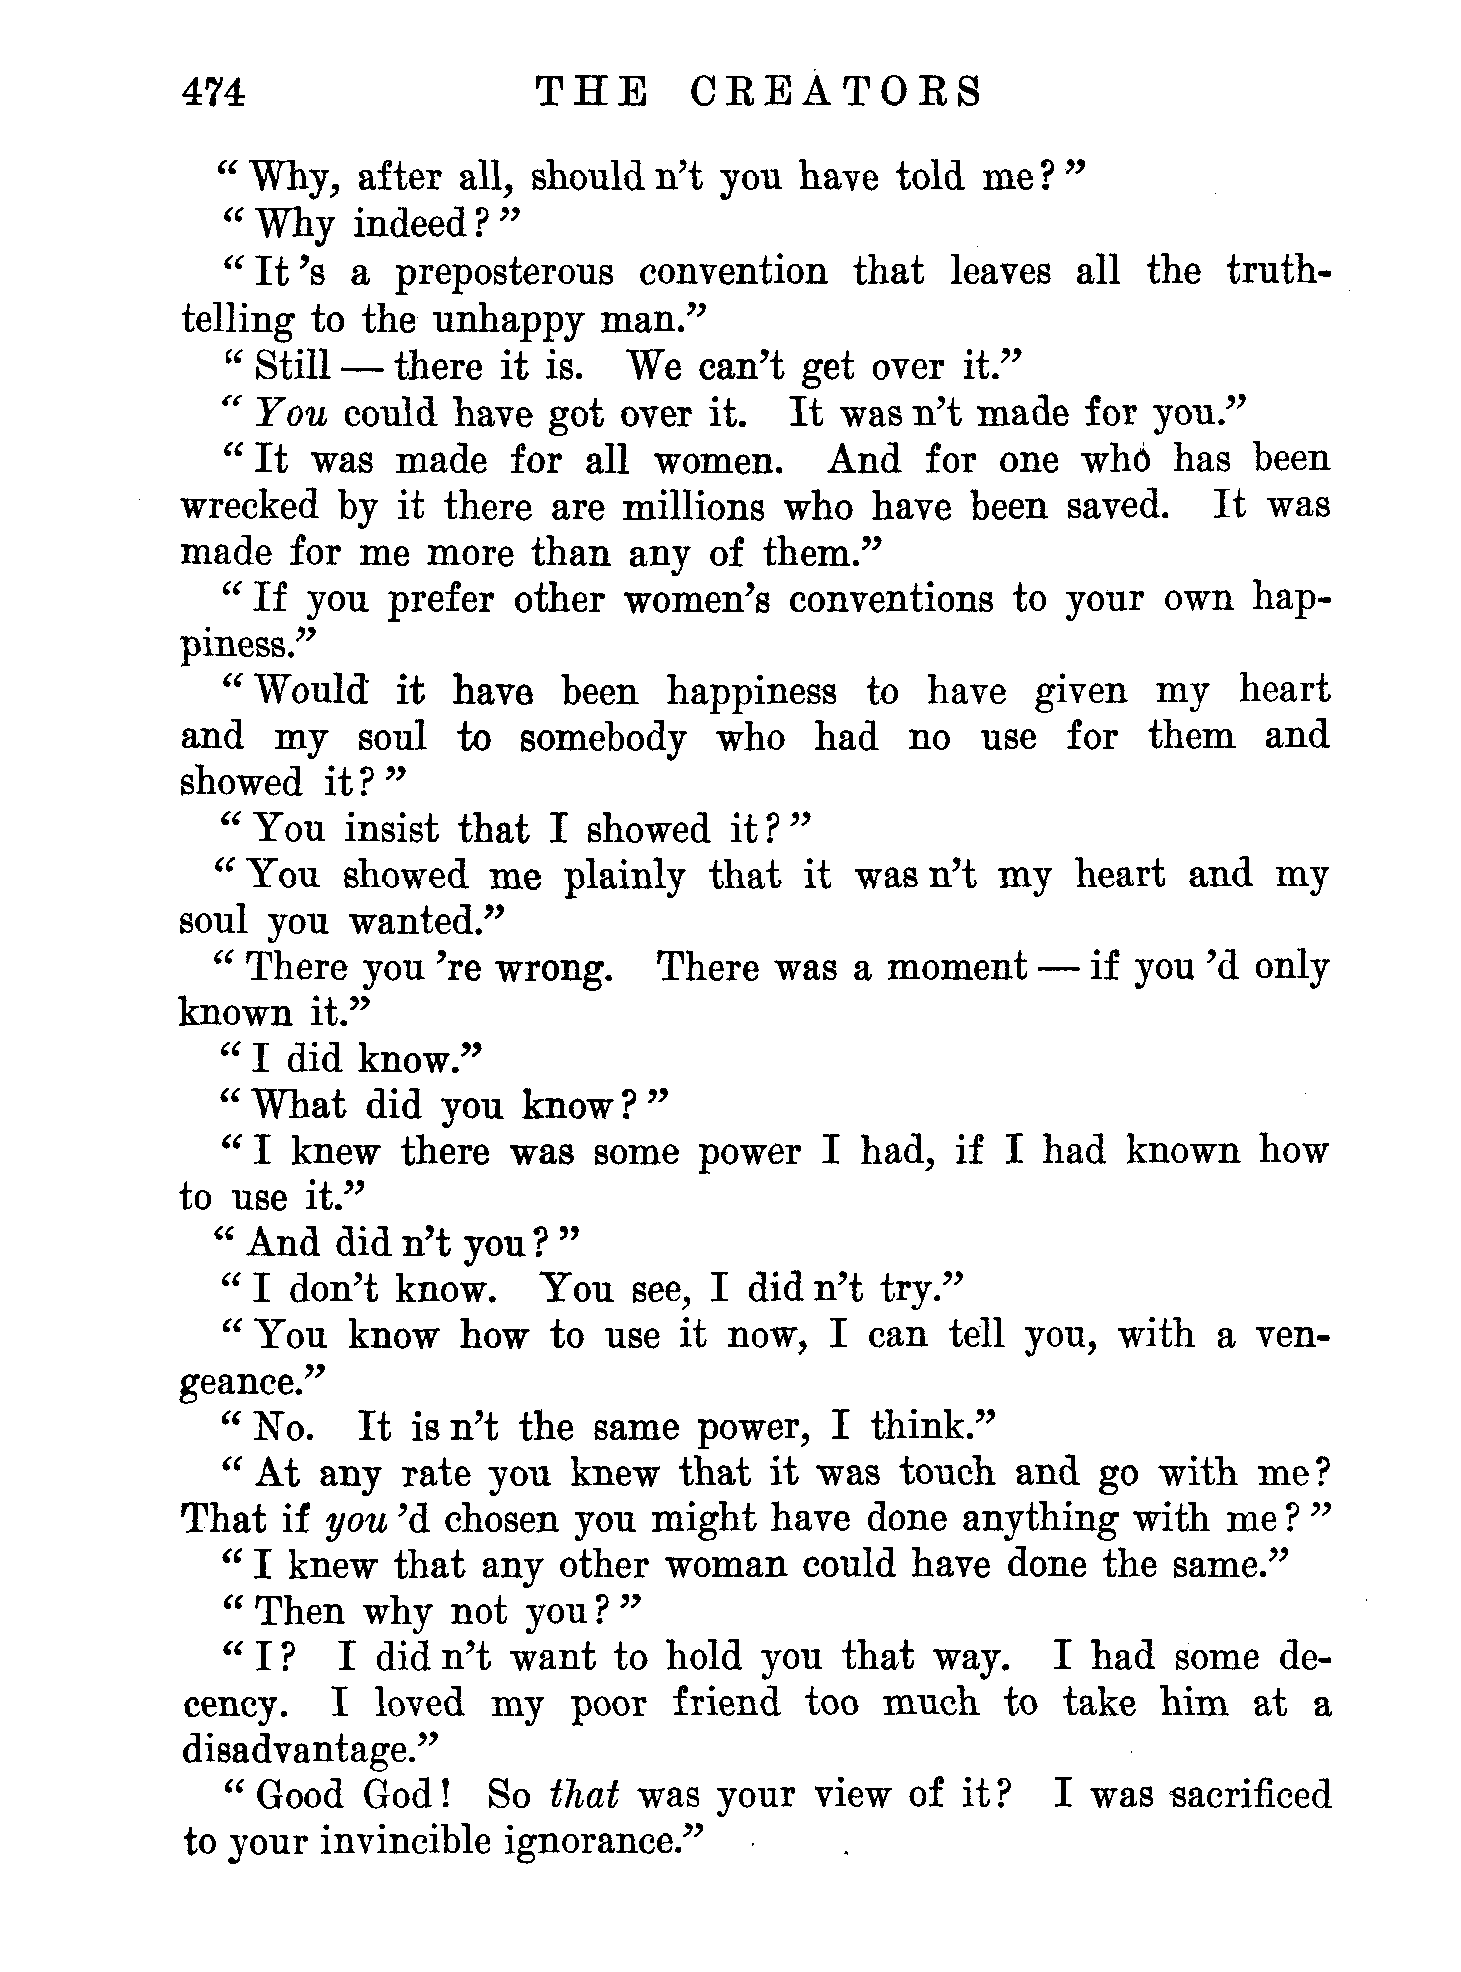 474 THE CREATORS
" Why, after all, should n't you have told me? "
" Why indeed? "
" It 's a preposterous convention that leaves all the truth-
telling to the unhappy man."
" Still — there it is. We can't get over it."
" You could have got over it. It was n't made for you."
" It was made for all women. And for one who has been
wrecked by it there are millions who have been saved. It was
made for me more than any of them."
" If you prefer other women's conventions to your own hap-
piness."
" Would it have been happiness to have given my heart
and my soul to somebody who had no use for them and
showed it? "
" You insist that I showed it? "
" You showed me plainly that it was n't my heart and my
soul you wanted."
" There you 're wrong. There was a moment — if you 'd only
known it."
" I did know."
" What did you know? "
" I knew there was some power I had, if I had known how
to use it."
" And did n't you? "
" I don't know. You see, I did n't try."
" You know how to use it now, I can tell you, with a ven-
geance."
" No. It is n't the same power, I think."
" At any rate you knew that it was touch and go with me?
That if you 'd chosen you might have done anything with me? "
" I knew that any other woman could have done the same."
" Then why not you? "
" I? I did n't want to hold you that way. I had some de-
cency. I loved my poor friend too much to take him at a
disadvantage."
" Good God! So that was your view of it? I was sacrificed
to your invincible ignorance."